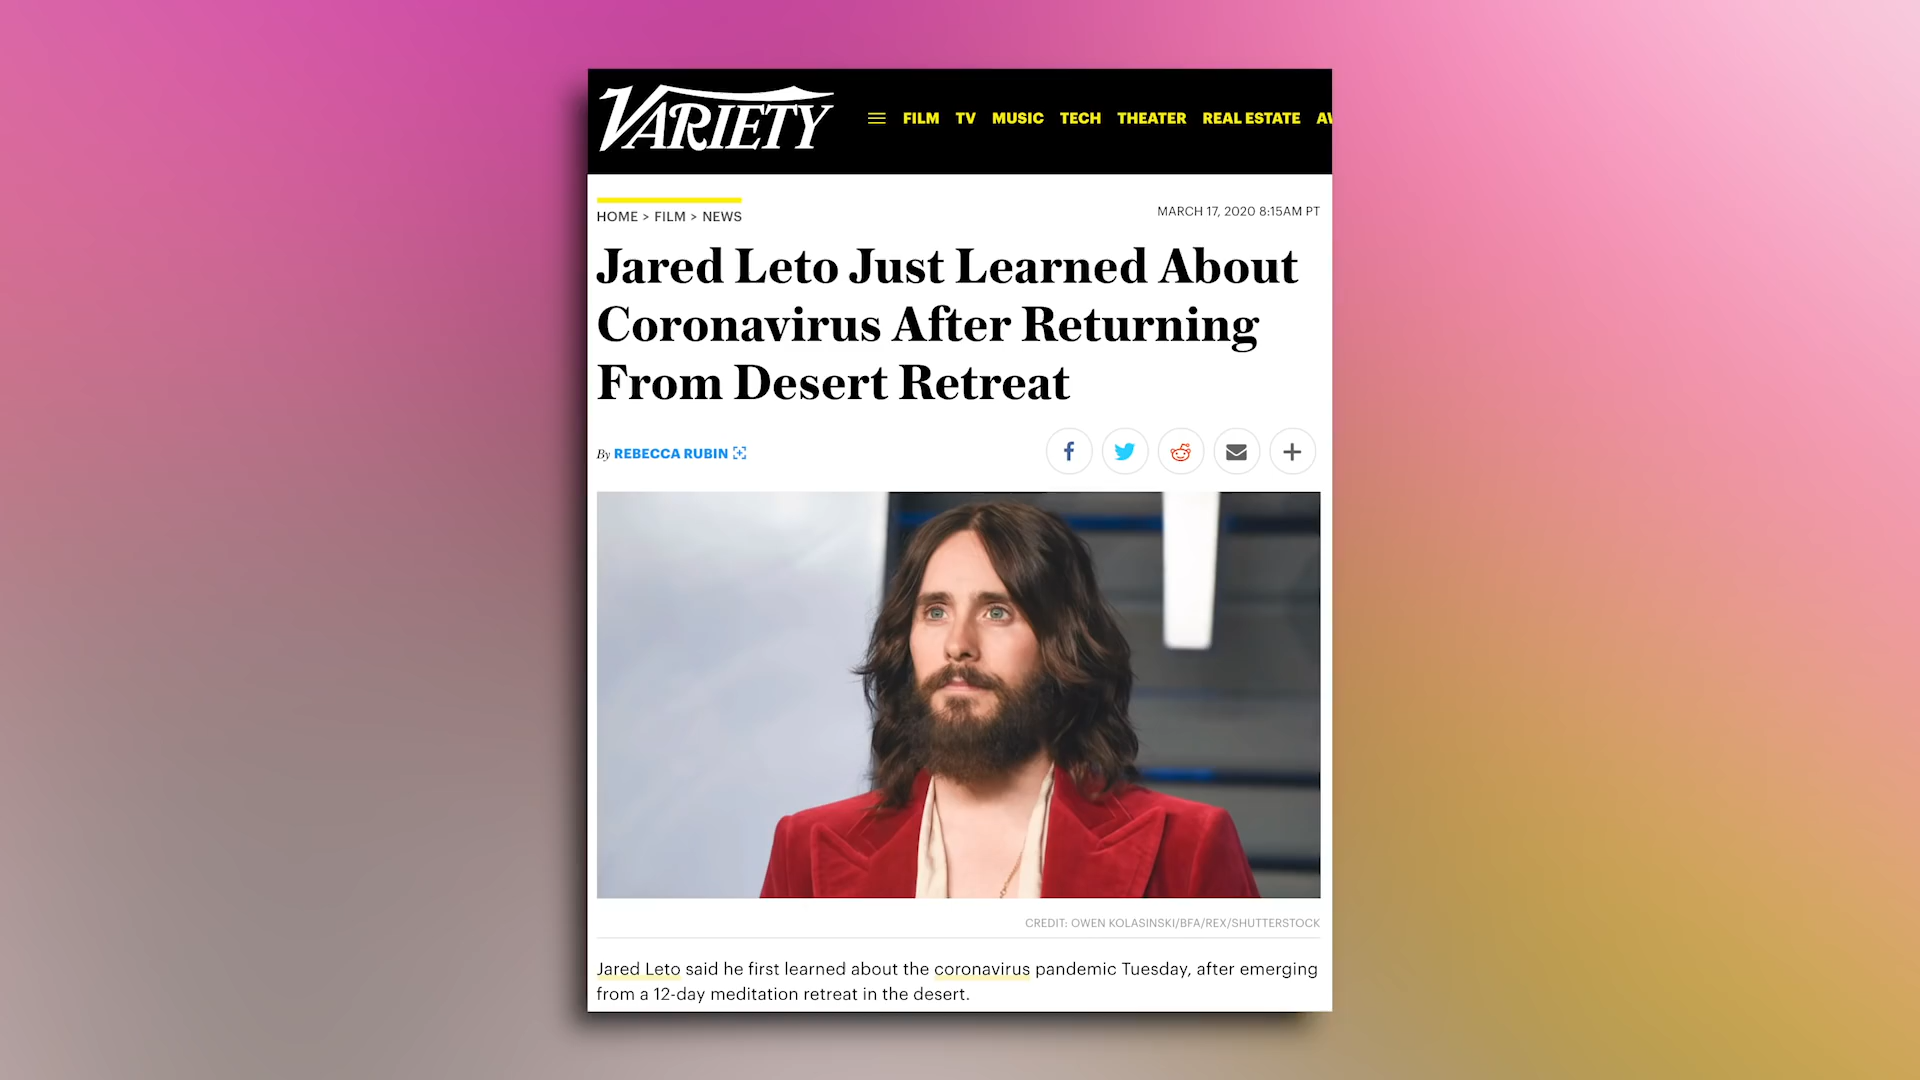 VARIETY
FILM TV MUSIC TECH THEATER REAL ESTATE
HOME > FILM > NEWS
MARCH 17, 2020 8:15AM PT
Jared Leto Just Learned About
Coronavirus After Returning
From Desert Retreat
By REBECCA RUBIN
CREDIT: OWEN KOLASINSKI/BFA/REX/SHUTTERSTOCK
Jared Leto said he first learned about the coronavirus pandemic Tuesday, after emerging
from a 12-day meditation retreat in the desert.